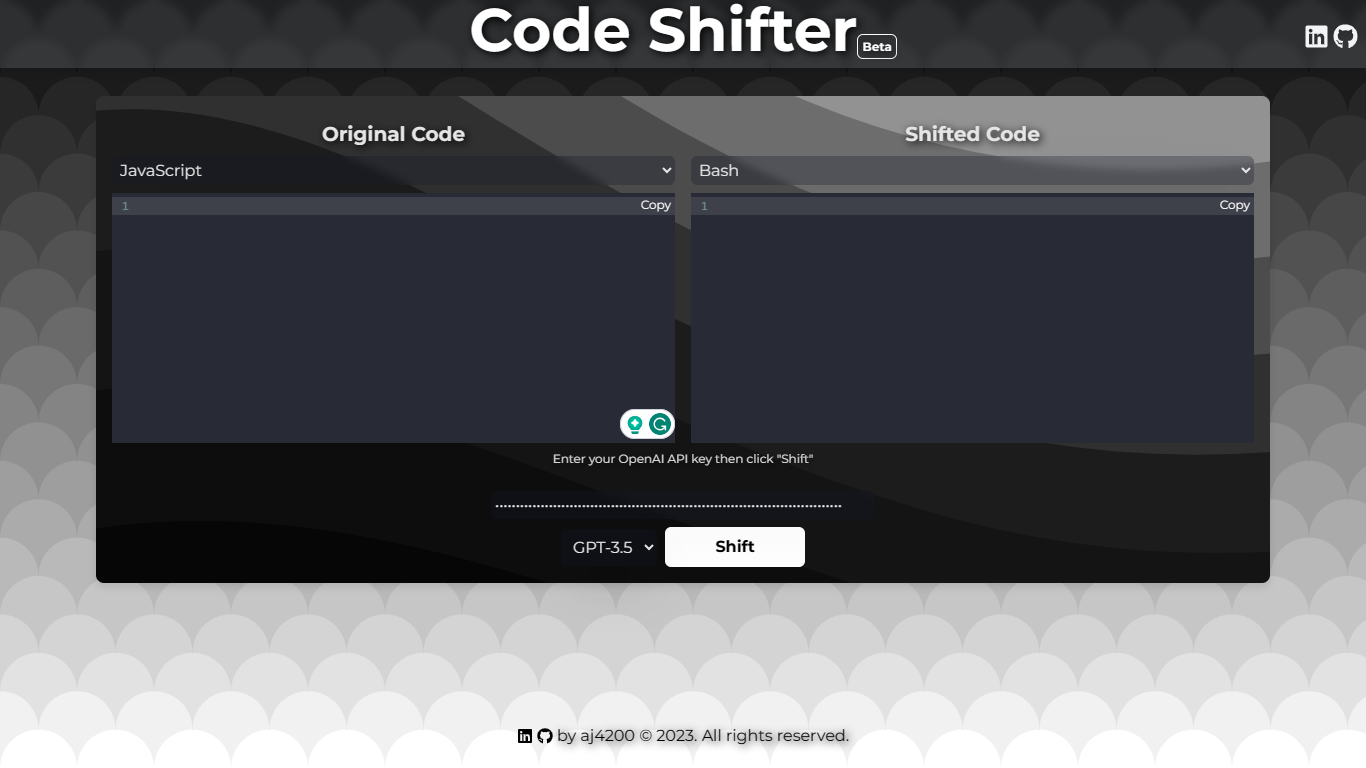 Code Shifter Beta
Original Code
Shifted Code
JavaScript
Bash
1
Copy
1
Copy
Enter your OpenAI API key then click "Shift"
GPT-3.5
Shift
by aj4200 © 2023. All rights reserved.